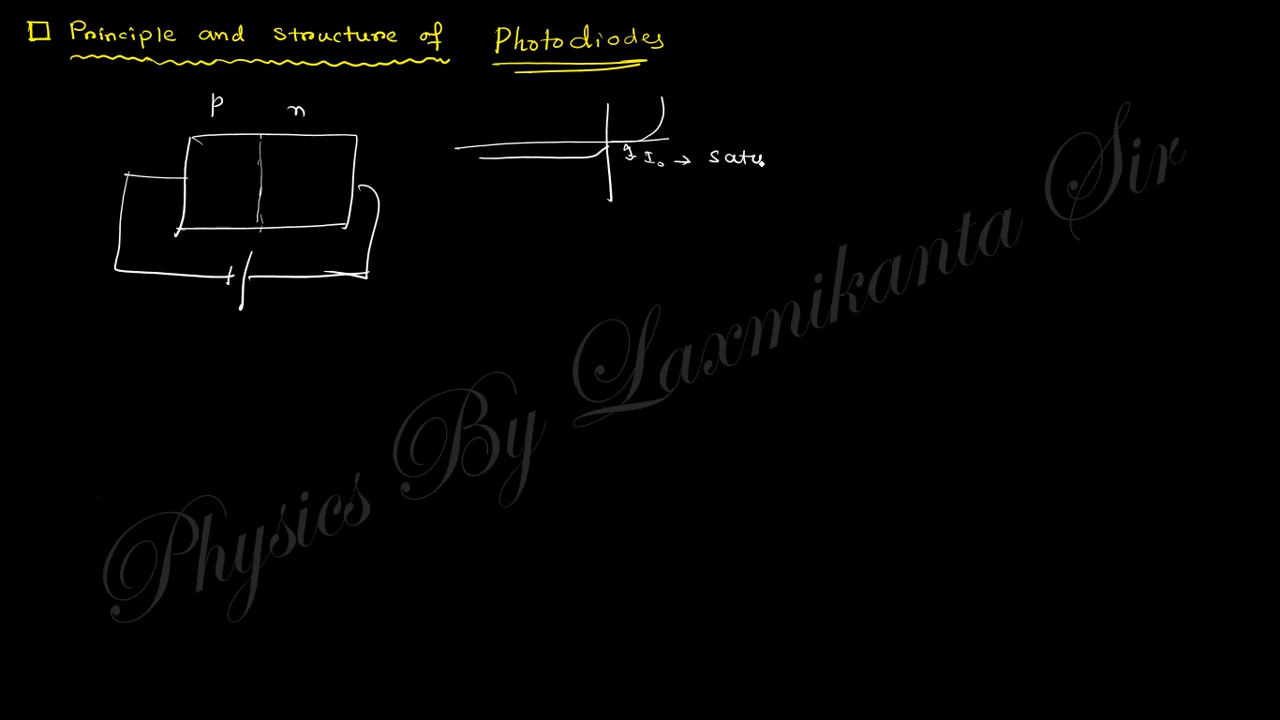 Principle and structure of Photodiodes
p n
I₀ → satu
Physics By Laxmikanta Sir